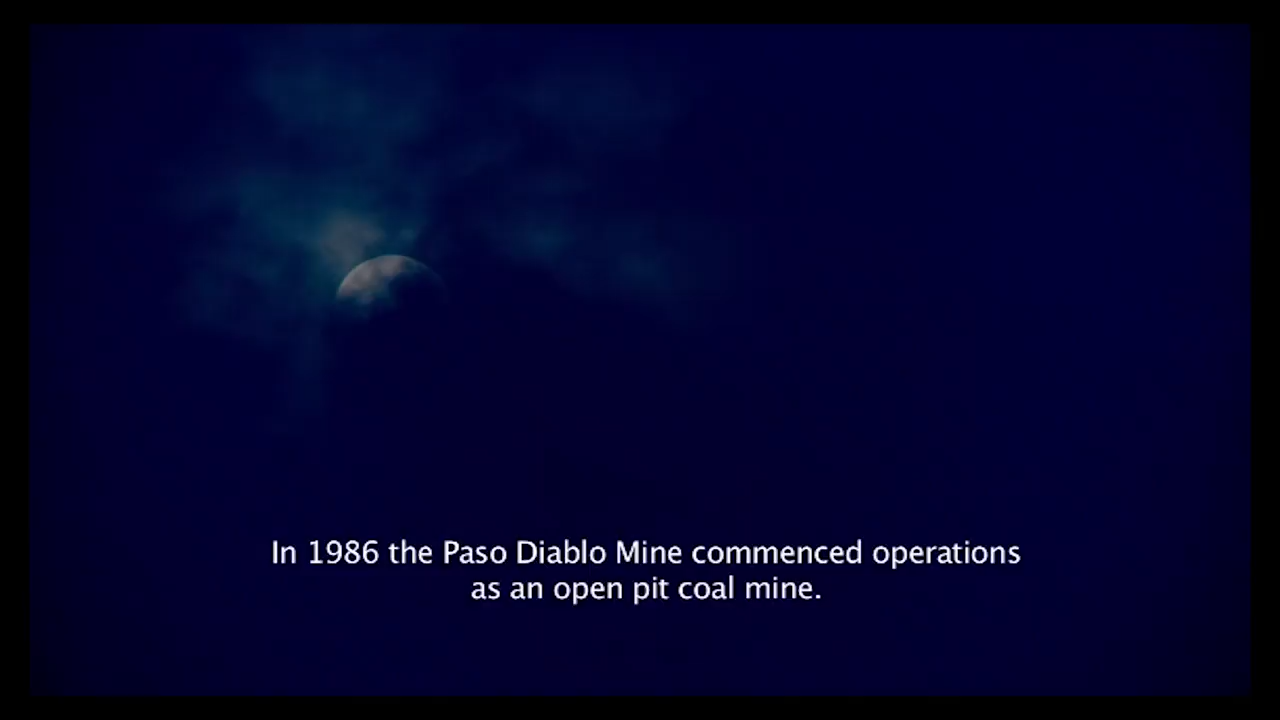 In 1986 the Paso Diablo Mine commenced operations
as an open pit coal mine.